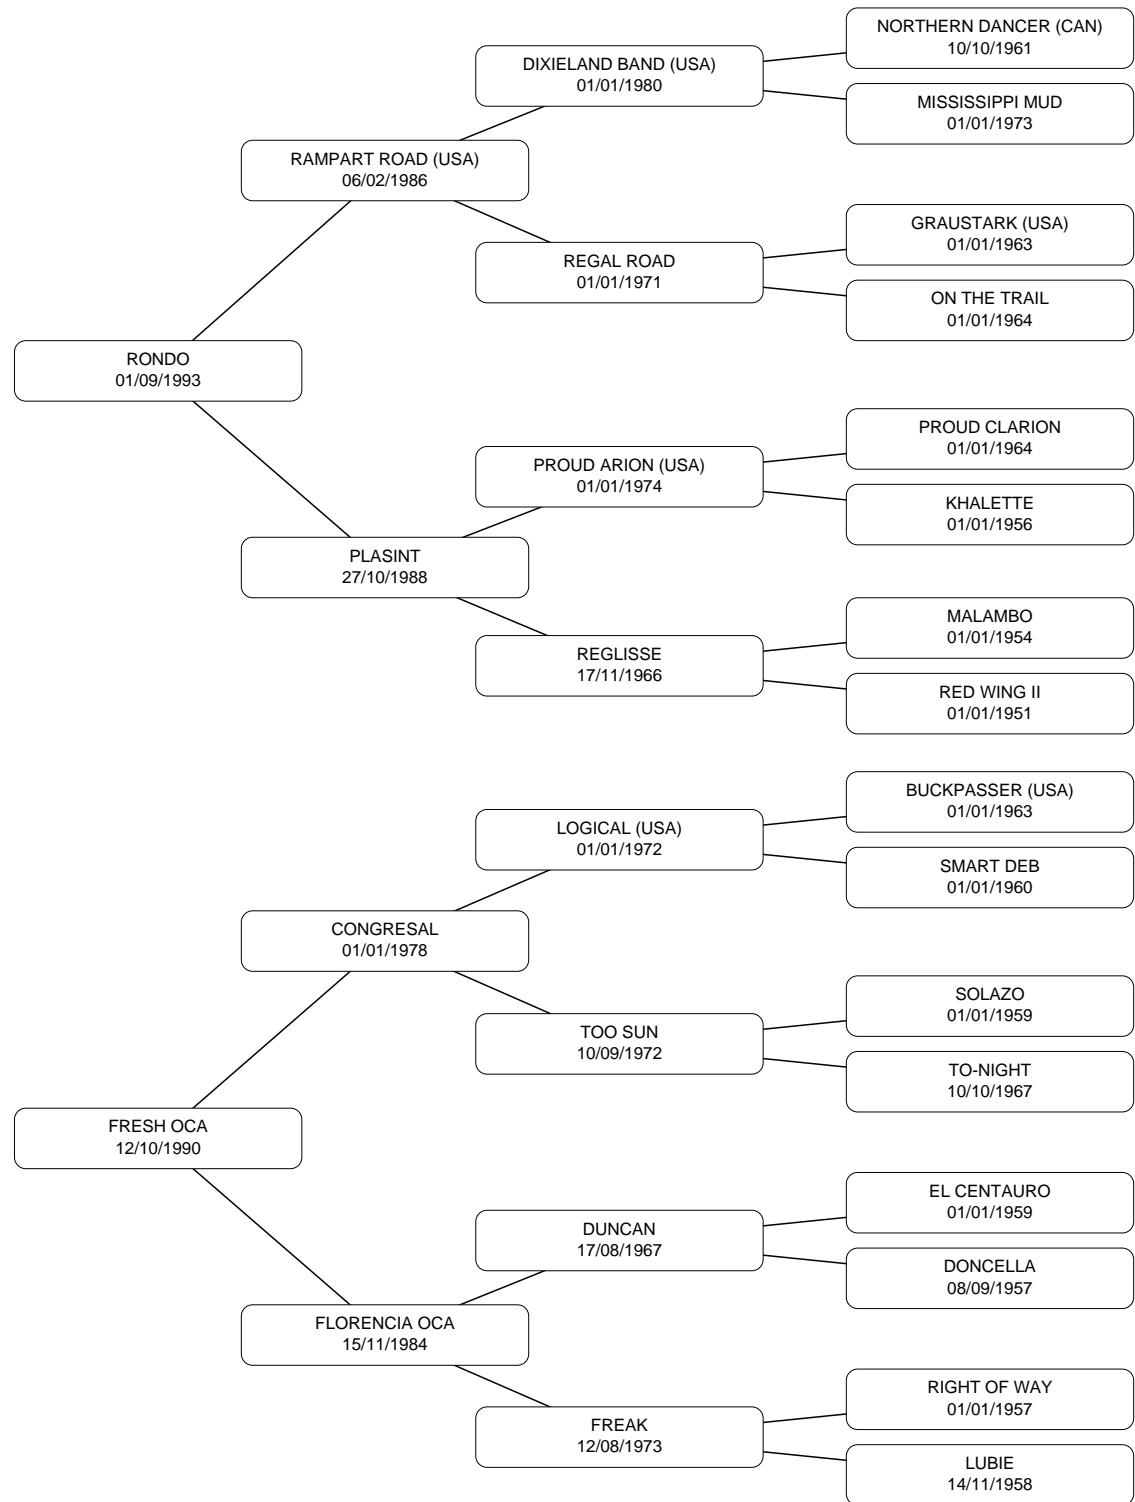 NORTHERN DANCER (CAN)
10/10/1961
DIXIELAND BAND (USA)
01/01/1980
MISSISSIPPI MUD
01/01/1973
RAMPART ROAD (USA)
06/02/1986
GRAUSTARK (USA)
01/01/1963
REGAL ROAD
01/01/1971
ON THE TRAIL
01/01/1964
RONDO
01/09/1993
PROUD CLARION
01/01/1964
PROUD ARION (USA)
01/01/1974
KHALETTE
01/01/1956
PLASINT
27/10/1988
MALAMBO
01/01/1954
REGLISSE
17/11/1966
RED WING II
01/01/1951
BUCKPASSER (USA)
01/01/1963
LOGICAL (USA)
01/01/1972
SMART DEB
01/01/1960
CONGRESAL
01/01/1978
SOLAZO
01/01/1959
TOO SUN
10/09/1972
TO-NIGHT
10/10/1967
FRESH OCA
12/10/1990
EL CENTAURO
01/01/1959
DUNCAN
17/08/1967
DONCELLA
08/09/1957
FLORENCIA OCA
15/11/1984
RIGHT OF WAY
01/01/1957
FREAK
12/08/1973
LUBIE
14/11/1958